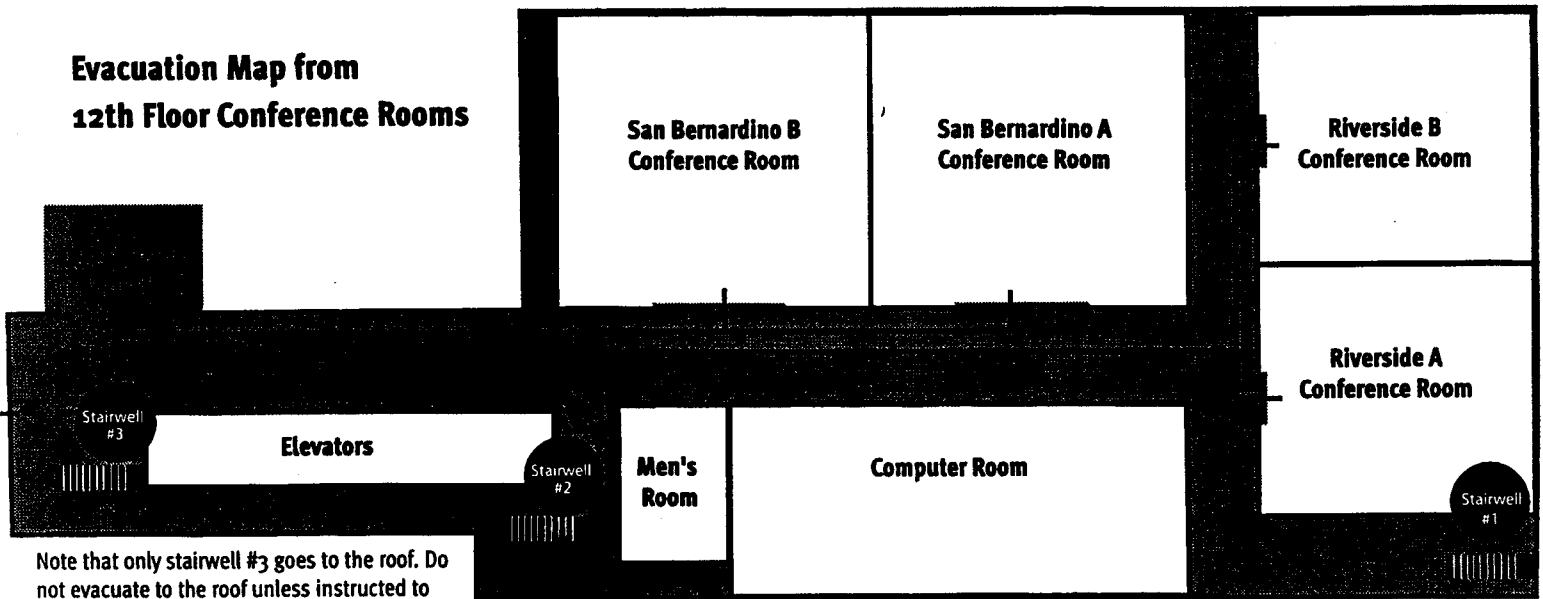 Evacuation Map from
12th Floor Conference Rooms
San Bernardino B
Conference Room
San Bernardino A
Conference Room
Riverside B
Conference Room
Riverside A
Conference Room
Stairwell
#3
Elevators
Stairwell
#2
Men's
Room
Computer Room
Stairwell
#1
Note that only stairwell #3 goes to the roof. Do
not evacuate to the roof unless instructed to